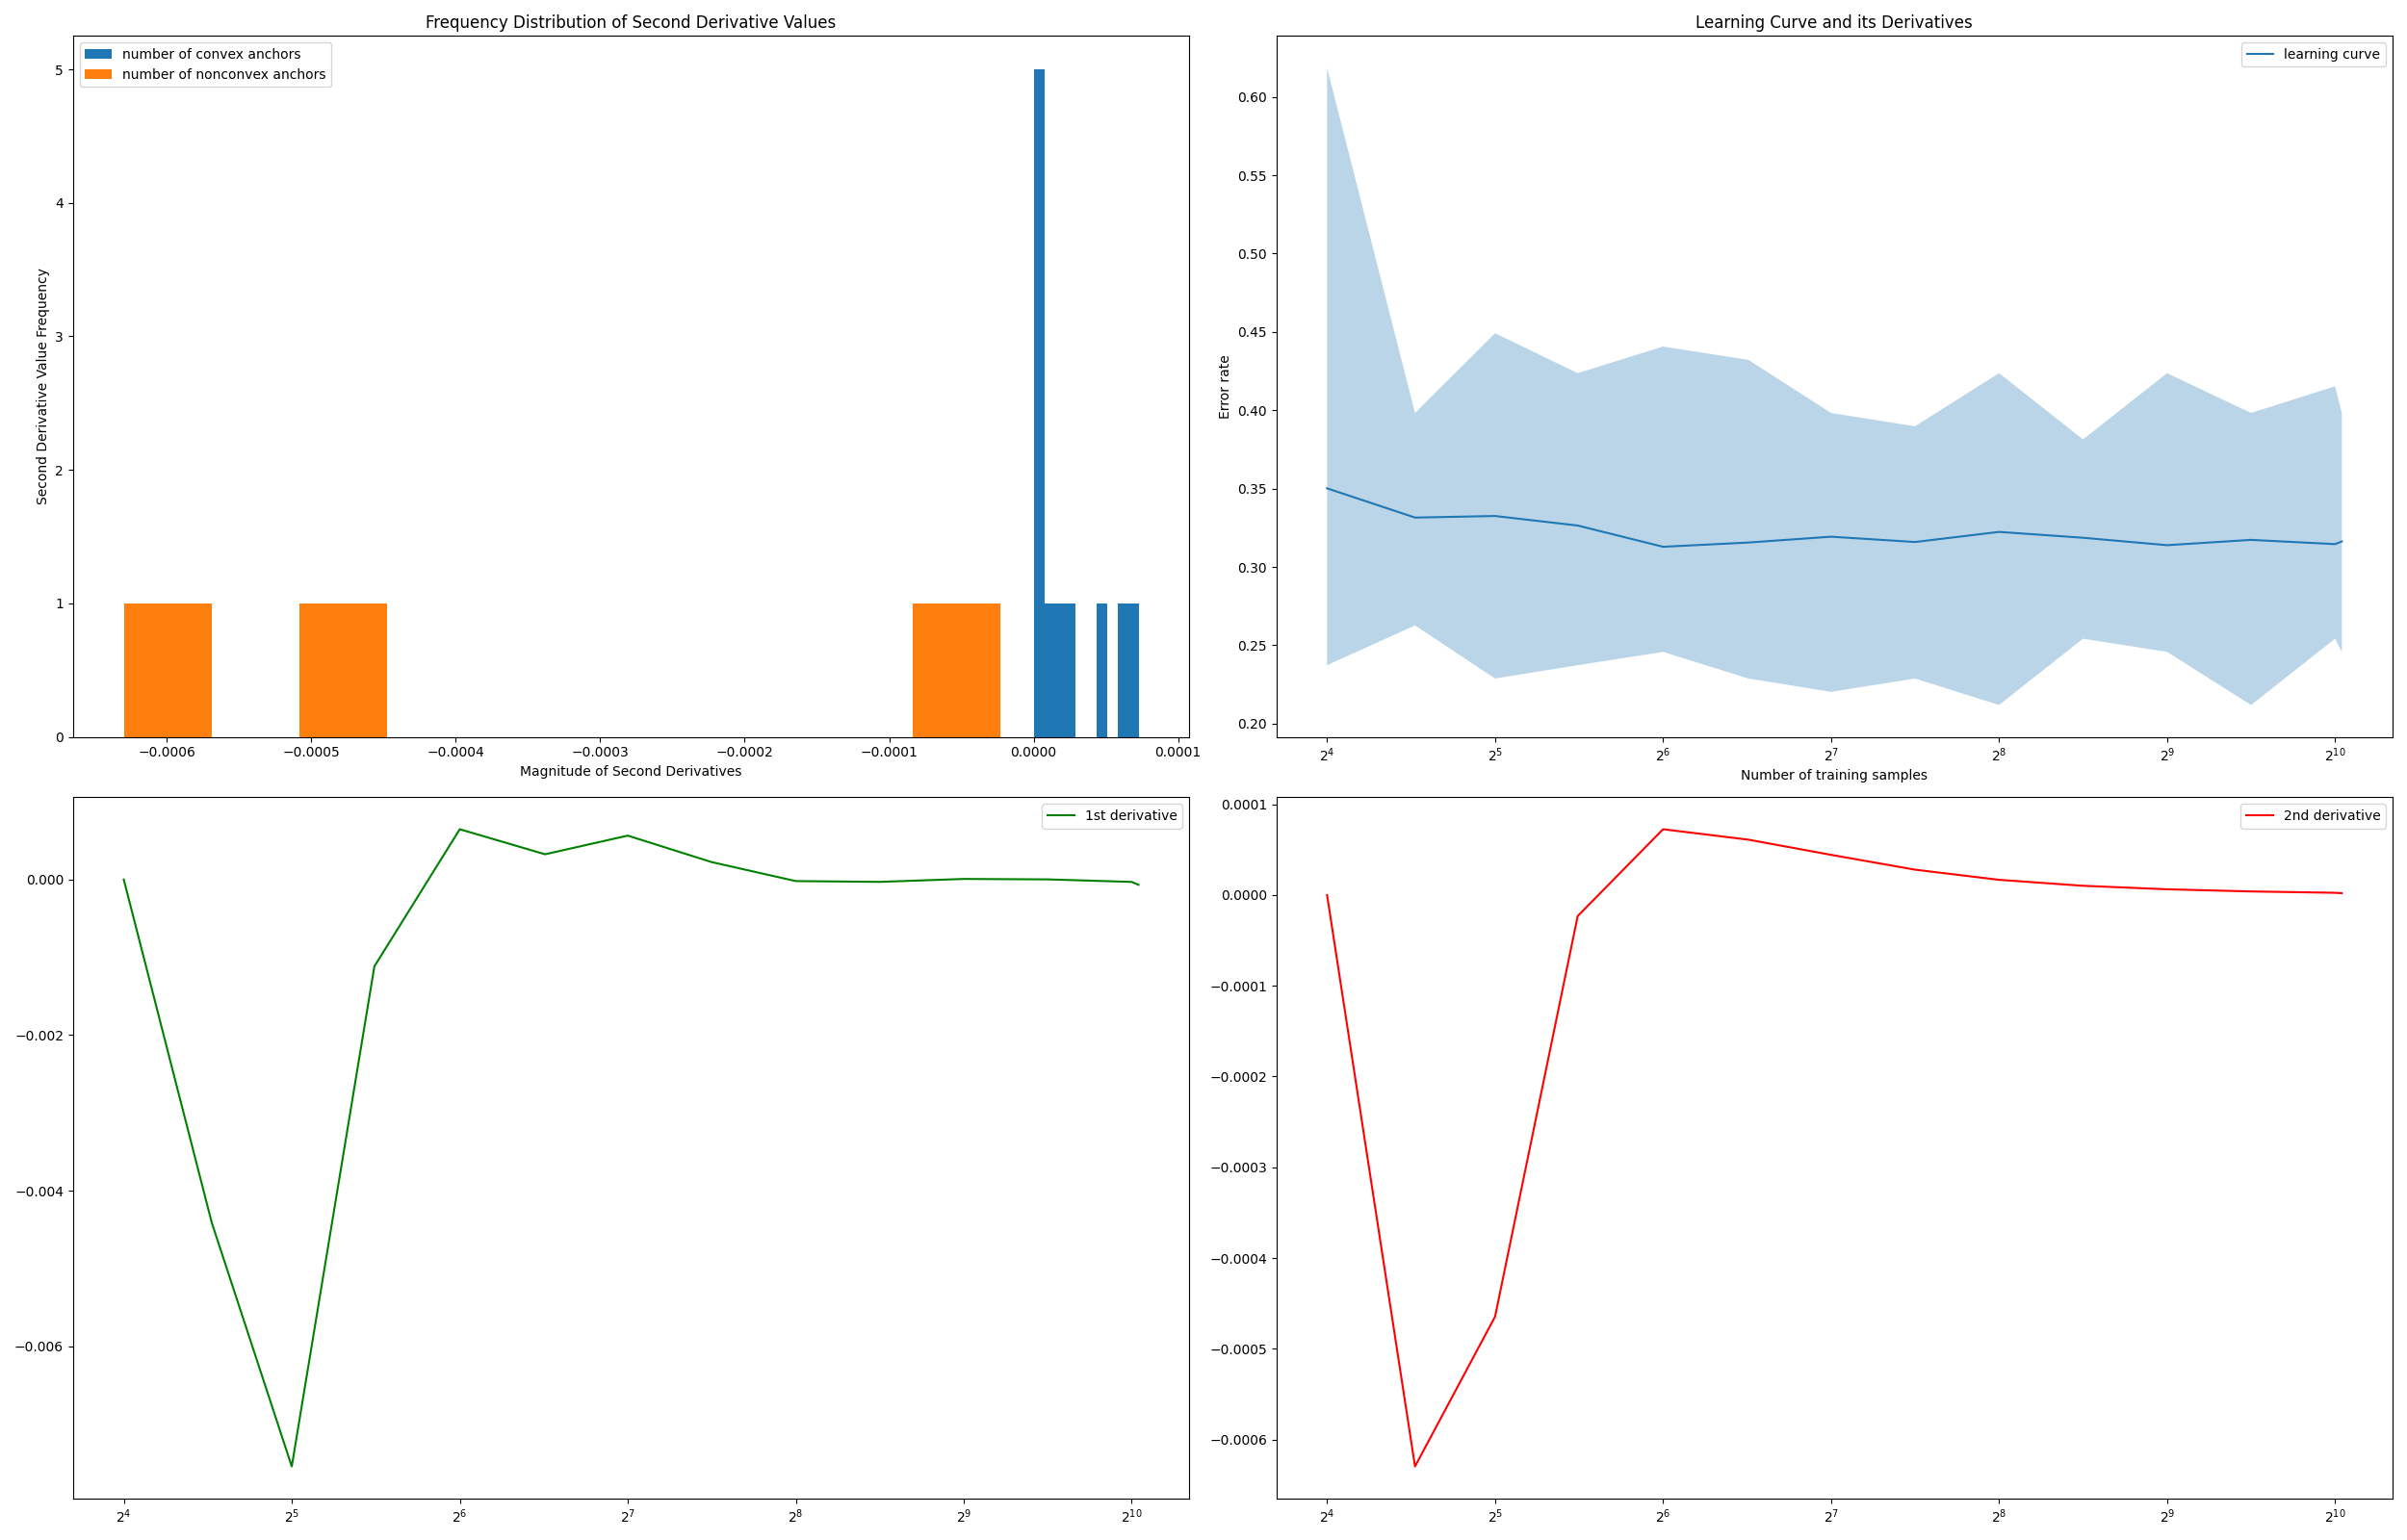 Frequency Distribution of Second Derivative Values
number of convex anchors
number of nonconvex anchors
Second Derivative Value Frequency
5
4
3
2
1
0
−0.0006 −0.0005 −0.0004 −0.0003 −0.0002 −0.0001 0.0000 0.0001
Magnitude of Second Derivatives
Learning Curve and its Derivatives
learning curve
Error rate
0.60
0.55
0.50
0.45
0.40
0.35
0.30
0.25
0.20
2⁴ 2⁵ 2⁶ 2⁷ 2⁸ 2⁹ 2¹⁰
Number of training samples
1st derivative
0.000
−0.002
−0.004
−0.006
2⁴ 2⁵ 2⁶ 2⁷ 2⁸ 2⁹ 2¹⁰
2nd derivative
0.0001
0.0000
−0.0001
−0.0002
−0.0003
−0.0004
−0.0005
−0.0006
2⁴ 2⁵ 2⁶ 2⁷ 2⁸ 2⁹ 2¹⁰